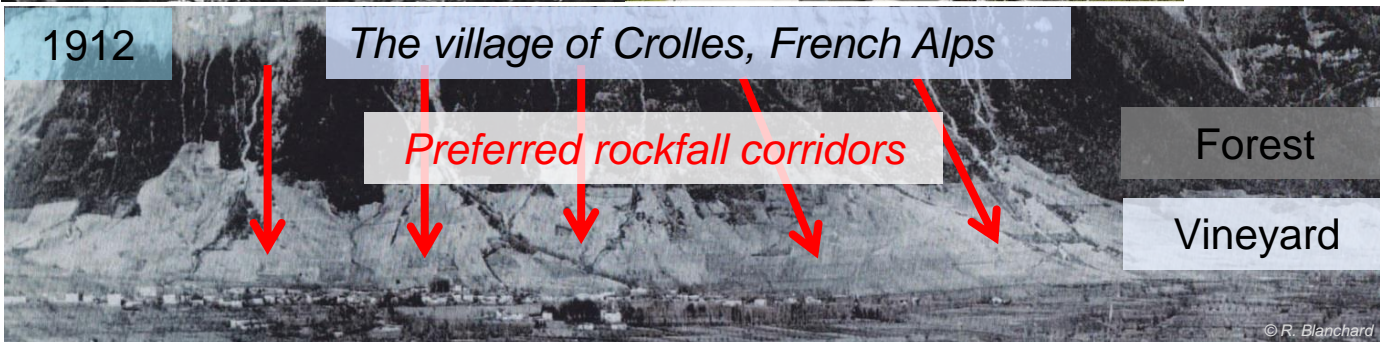 1912
The village of Crolles, French Alps
Preferred rockfall corridors
Forest
Vineyard
© R. Blanchard